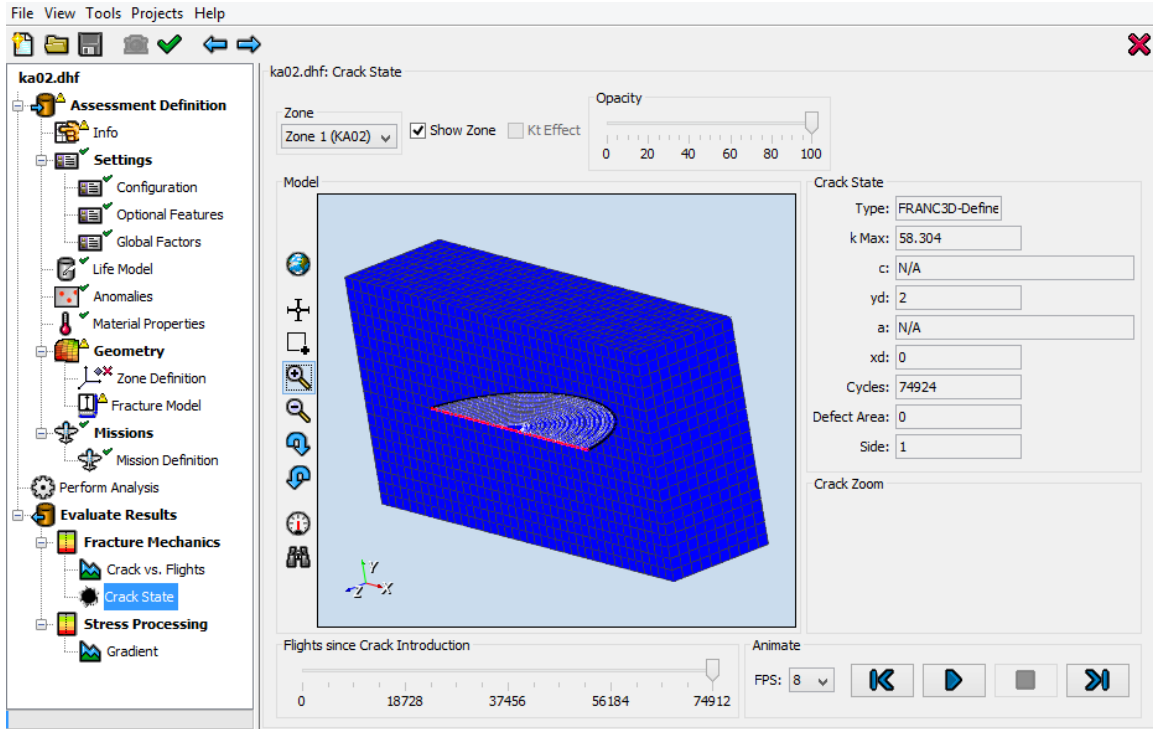 File View Tools Projects Help
ka02.dhf
Assessment Definition
Info
Settings
Configuration
Optional Features
Global Factors
Life Model
Anomalies
Material Properties
Geometry
Zone Definition
Fracture Model
Missions
Mission Definition
Perform Analysis
Evaluate Results
Fracture Mechanics
Crack vs. Flights
Crack State
Stress Processing
Gradient
ka02.dhf: Crack State
Zone
Zone 1 (KA02)
Show Zone
Kt Effect
Opacity
0 20 40 60 80 100
Model
Y
Z X
Crack State
Type: FRANC3D-Define
k Max: 58.304
c: N/A
yd: 2
a: N/A
xd: 0
Cycles: 74924
Defect Area: 0
Side: 1
Crack Zoom
Flights since Crack Introduction
0 18728 37456 56184 74912
Animate
FPS: 8